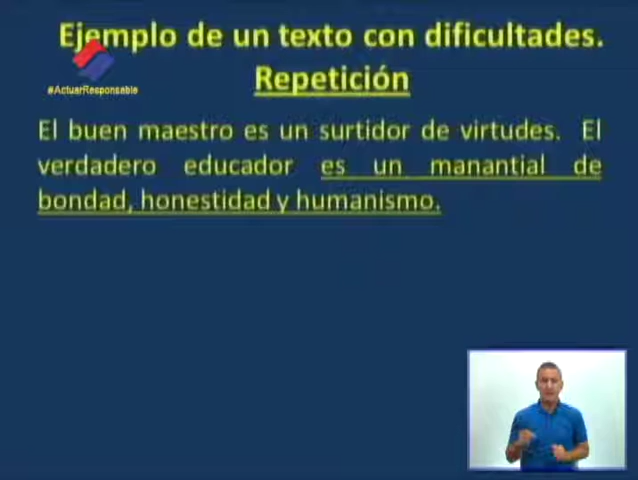 Ejemplo de un texto con dificultades.
Repetición
#ActuarResponsable
El buen maestro es un surtidor de virtudes. El
verdadero educador es un manantial de
bondad, honestidad y humanismo.